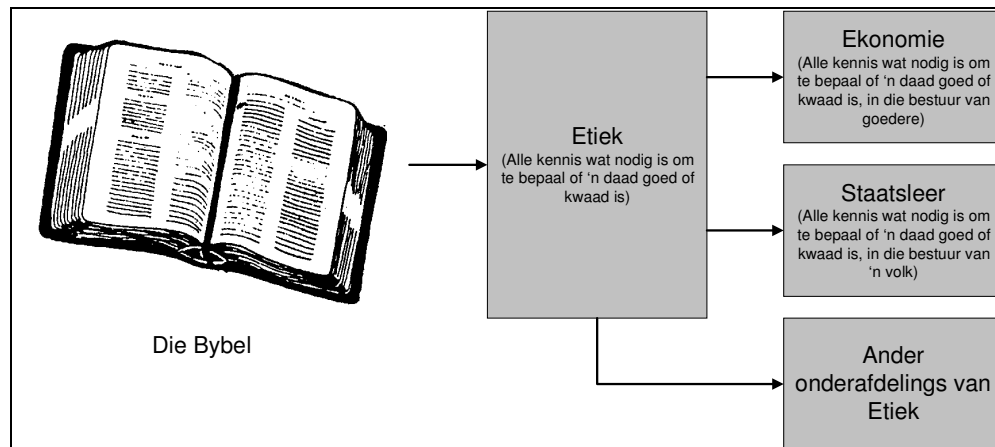 Die Bybel
Etiek
(Alle kennis wat nodig is om
te bepaal of ‘n daad goed of
kwaad is)
Ekonomie
(Alle kennis wat nodig is om
te bepaal of ‘n daad goed of
kwaad is, in die bestuur van
goedere)
Staatsleer
(Alle kennis wat nodig is om
te bepaal of ‘n daad goed of
kwaad is, in die bestuur van
‘n volk)
Ander
onderafdelings van
Etiek